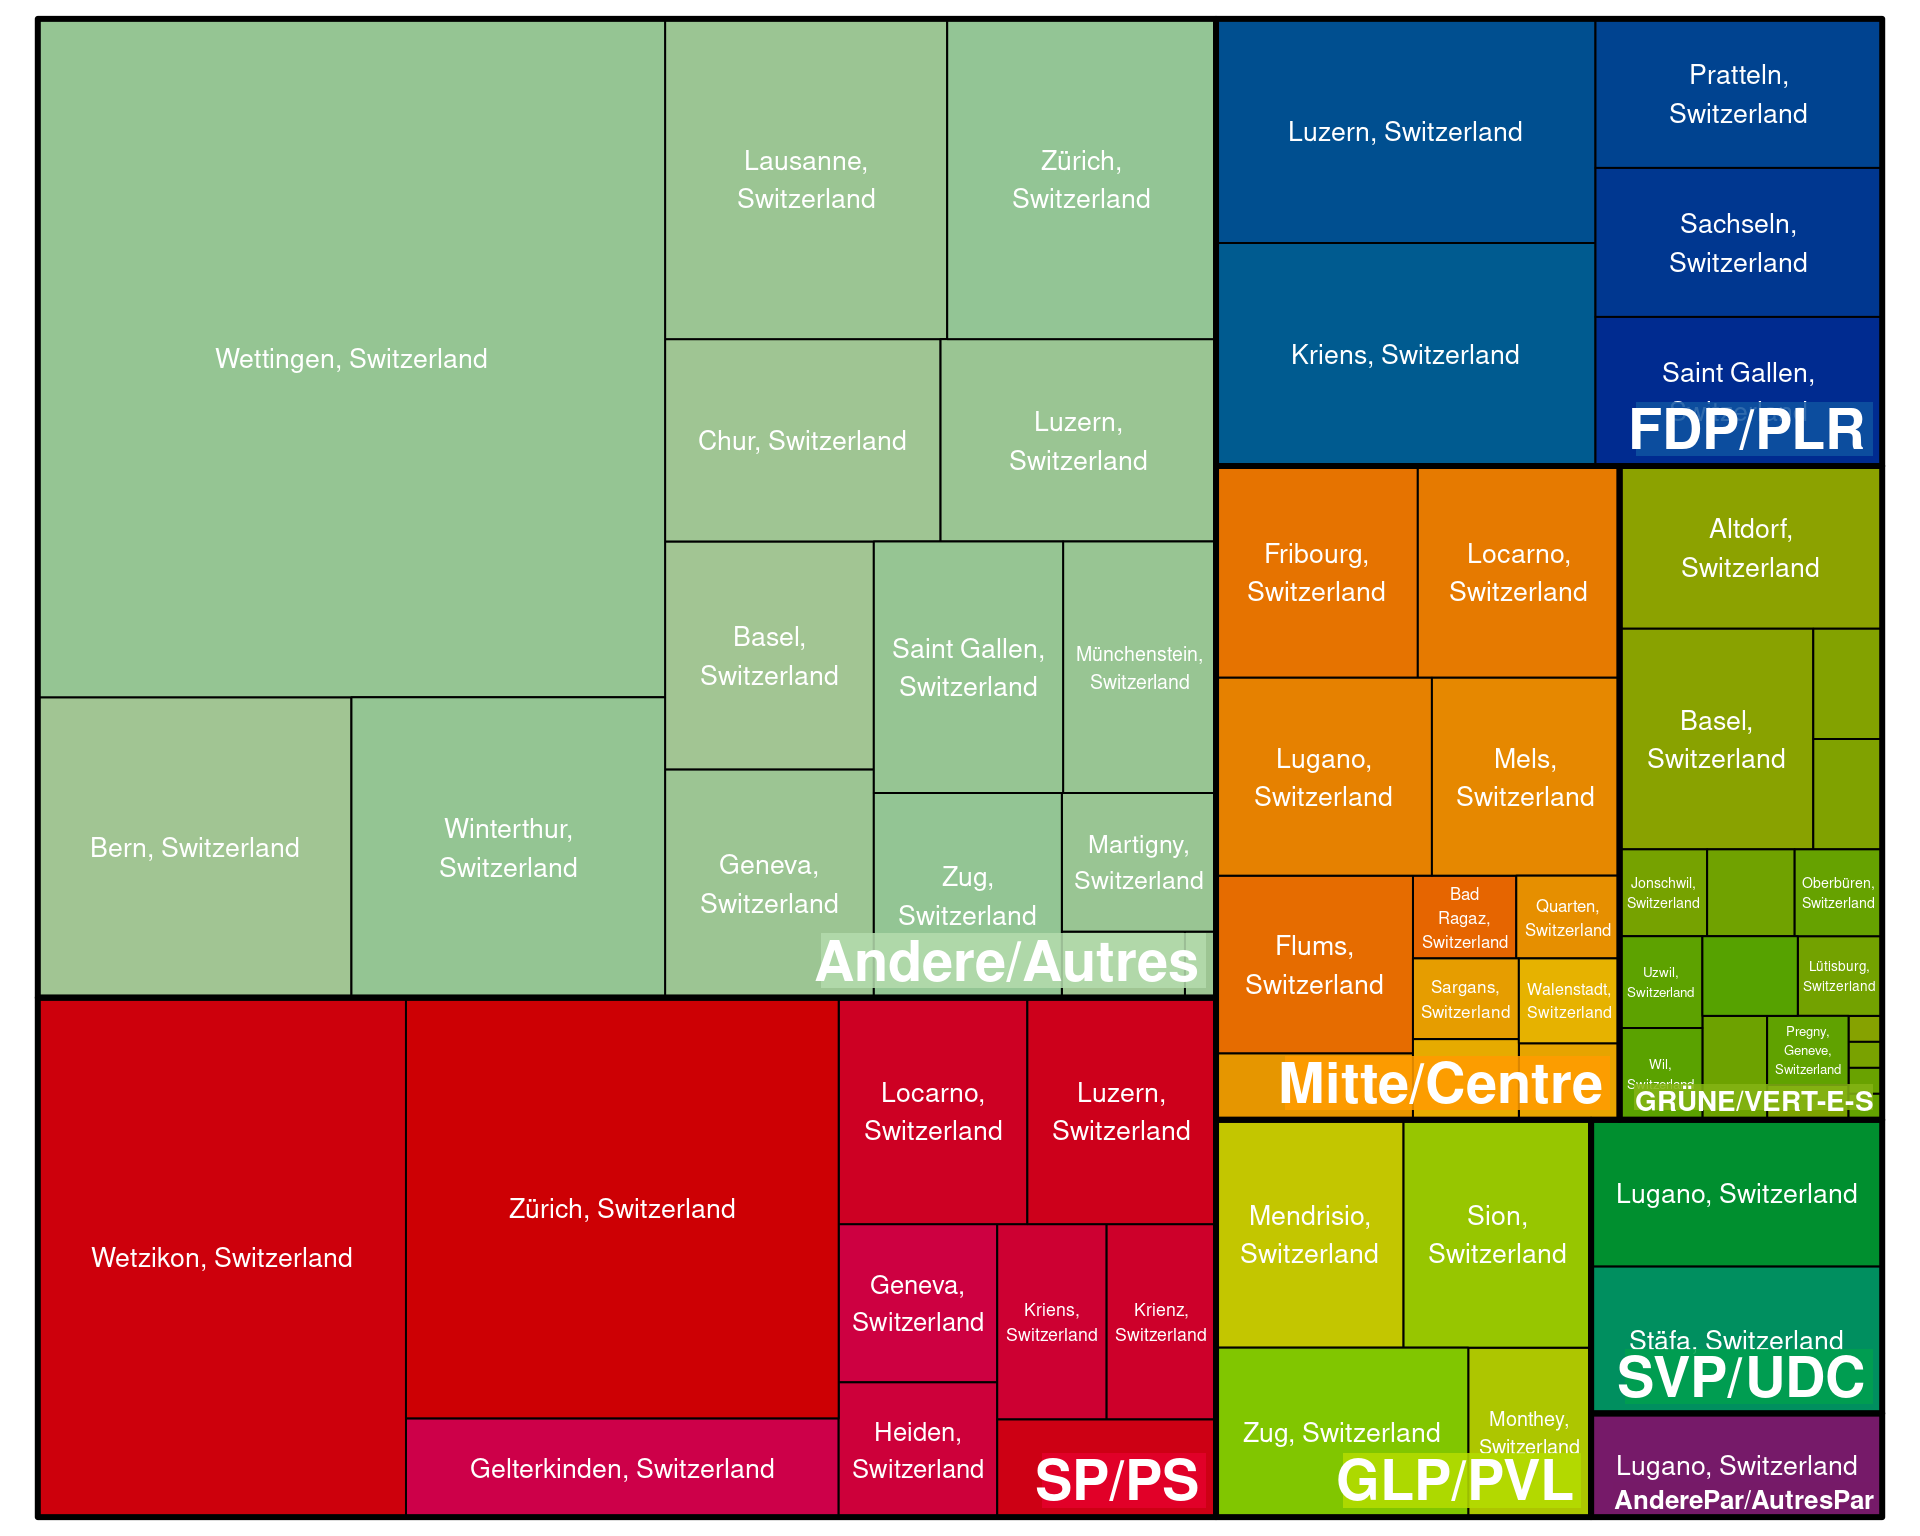 Wettingen, Switzerland
Lausanne,
Switzerland
Zürich,
Switzerland
Chur, Switzerland
Luzern,
Switzerland
Basel,
Switzerland
Saint Gallen,
Switzerland
Münchenstein,
Switzerland
Bern, Switzerland
Winterthur,
Switzerland
Geneva,
Switzerland
Zug,
Switzerland
Martigny,
Switzerland
Andere/Autres
Wetzikon, Switzerland
Zürich, Switzerland
Gelterkinden, Switzerland
Locarno,
Switzerland
Luzern,
Switzerland
Geneva,
Switzerland
Kriens,
Switzerland
Krienz,
Switzerland
Heiden,
Switzerland
SP/PS
Luzern, Switzerland
Kriens, Switzerland
Pratteln,
Switzerland
Sachseln,
Switzerland
Saint Gallen,
Switzerland
FDP/PLR
Fribourg,
Switzerland
Locarno,
Switzerland
Lugano,
Switzerland
Mels,
Switzerland
Flums,
Switzerland
Bad
Ragaz,
Switzerland
Quarten,
Switzerland
Sargans,
Switzerland
Walenstadt,
Switzerland
Mitte/Centre
Altdorf,
Switzerland
Basel,
Switzerland
Jonschwil,
Switzerland
Oberbüren,
Switzerland
Uzwil,
Switzerland
Lütisburg,
Switzerland
Wil,
Switzerland
Pregny,
Geneve,
Switzerland
GRÜNE/VERT-E-S
Mendrisio,
Switzerland
Sion,
Switzerland
Zug, Switzerland
Monthey,
Switzerland
GLP/PVL
Lugano, Switzerland
Stäfa, Switzerland
SVP/UDC
Lugano, Switzerland
AnderePar/AutresPar